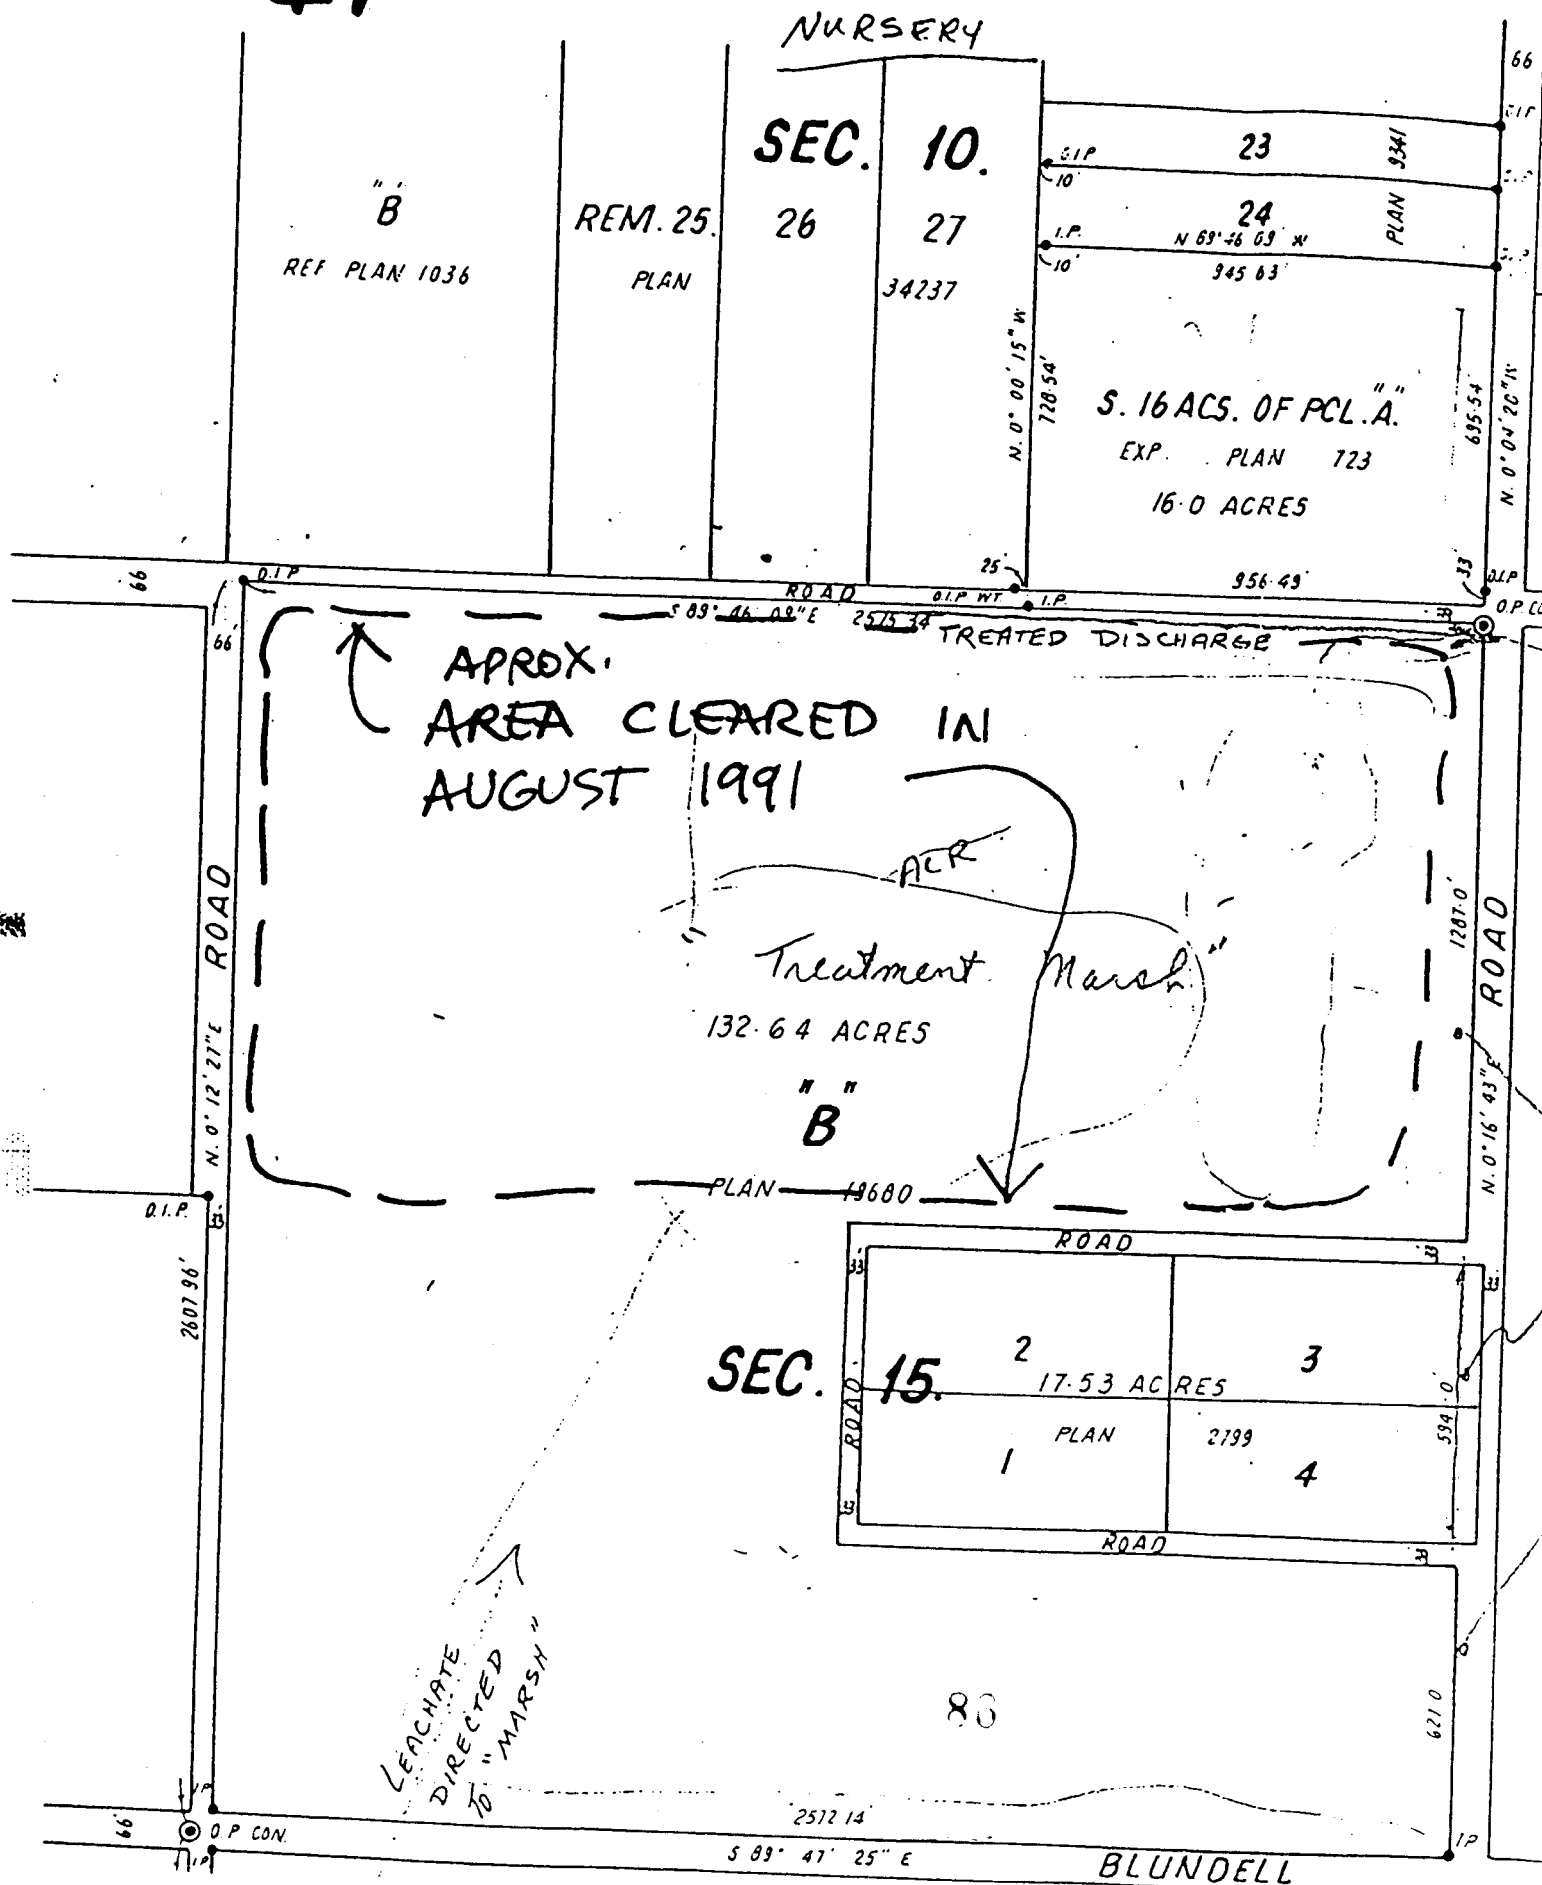 NURSERY
66
SEC. 10.
23
PLAN 9341
O.I.P
10'
"B"
REM. 25.
26
27
24
I.P.
10'
N 89° 46 09" W
945 63'
REF PLAN 1036
PLAN
34237
N. 0° 00' 15" W
728.54'
S. 16 ACS. OF PCL. "A."
EXP. PLAN 723
16.0 ACRES
695.54'
N. 0° 04' 20" W
66
O.I.P
ROAD
25'
956.49'
33'
O.I.P
O.I.P WT.
I.P.
66'
S 89° 46' 09" E 2575.34'
33
TREATED DISCHARGE
APROX.
AREA CLEARED IN
AUGUST 1991
ROAD
ALR
"Treatment Marsh"
132.64 ACRES
"B"
1287.0'
ROAD
N. 0° 12' 27" E
N. 0° 16' 43" E
PLAN 19680
O.I.P.
33'
ROAD
33
33'
33
2607 96'
SEC. 15.
ROAD
2
3
17.53 ACRES
PLAN 2799
1
4
594.0'
33
ROAD
33
LEACHATE
DIRECTED
TO "MARSH"
86
621 0
I.P
66'
O.P CON.
I.P
2572 14'
S 89° 47' 25" E
BLUNDELL
I.P